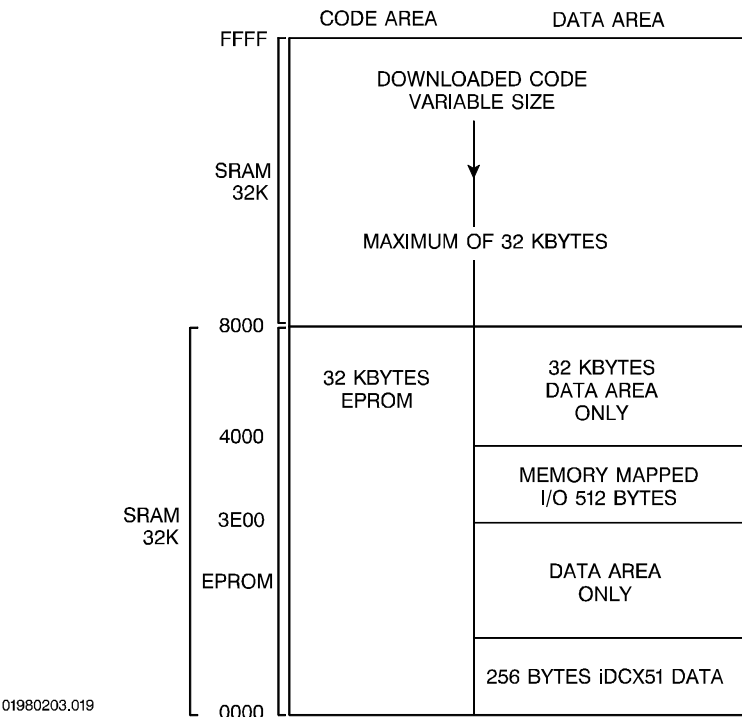 CODE AREA
DATA AREA
FFFF
DOWNLOADED CODE
VARIABLE SIZE
SRAM
32K
MAXIMUM OF 32 KBYTES
8000
32 KBYTES
EPROM
32 KBYTES
DATA AREA
ONLY
4000
MEMORY MAPPED
I/O 512 BYTES
SRAM
32K
3E00
EPROM
DATA AREA
ONLY
256 BYTES iDCX51 DATA
01980203.019
0000